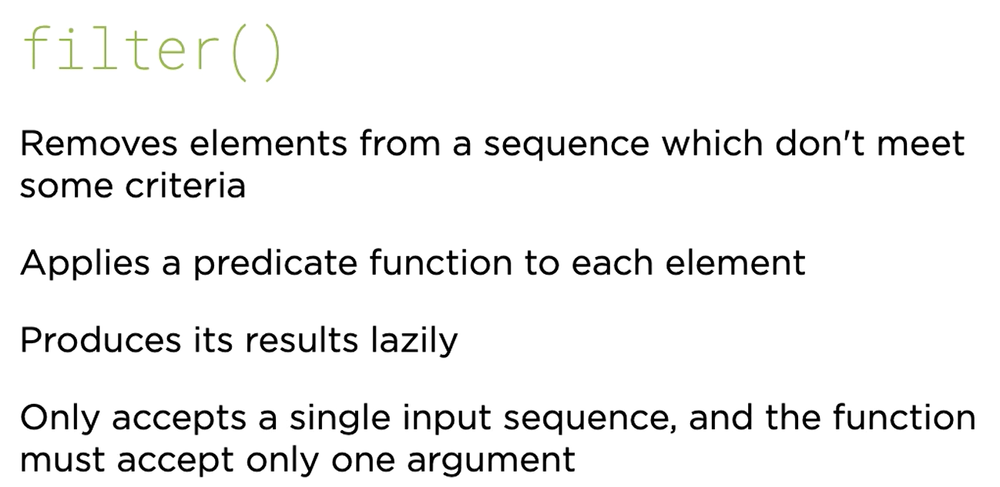 filter()
Removes elements from a sequence which don't meet
some criteria
Applies a predicate function to each element
Produces its results lazily
Only accepts a single input sequence, and the function
must accept only one argument